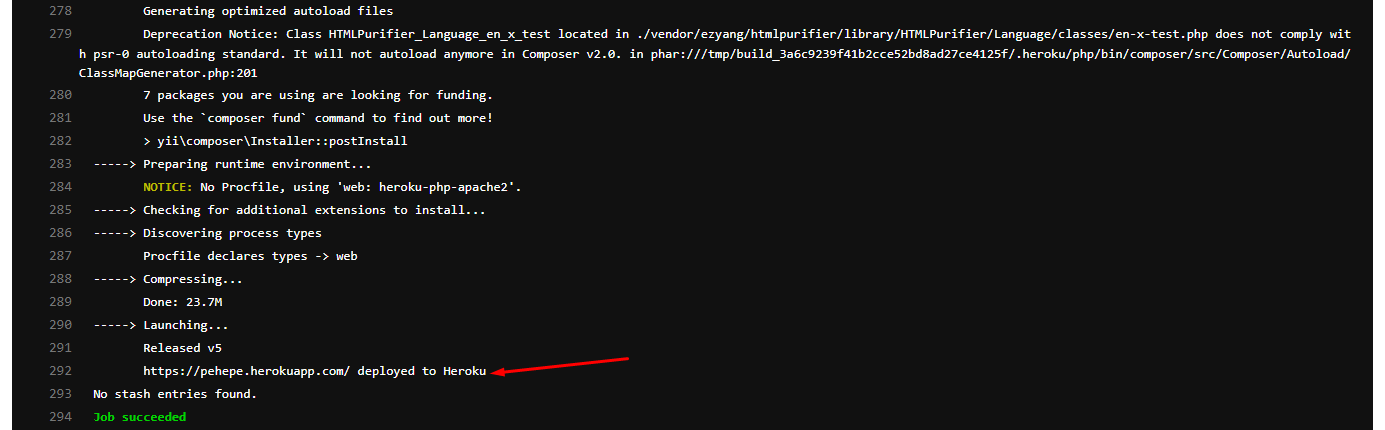 278 Generating optimized autoload files
279 Deprecation Notice: Class HTMLPurifier_Language_en_x_test located in ./vendor/ezyang/htmlpurifier/library/HTMLPurifier/Language/classes/en-x-test.php does not comply wit
h psr-0 autoloading standard. It will not autoload anymore in Composer v2.0. in phar:///tmp/build_3a6c9239f41b2cce52bd8ad27ce4125f/.heroku/php/bin/composer/src/Composer/Autoload/
ClassMapGenerator.php:201
280 7 packages you are using are looking for funding.
281 Use the `composer fund` command to find out more!
282 > yii\composer\Installer::postInstall
283 -----> Preparing runtime environment...
284 NOTICE: No Procfile, using 'web: heroku-php-apache2'.
285 -----> Checking for additional extensions to install...
286 -----> Discovering process types
287 Procfile declares types -> web
288 -----> Compressing...
289 Done: 23.7M
290 -----> Launching...
291 Released v5
292 https://pehepe.herokuapp.com/ deployed to Heroku
293 No stash entries found.
294 Job succeeded